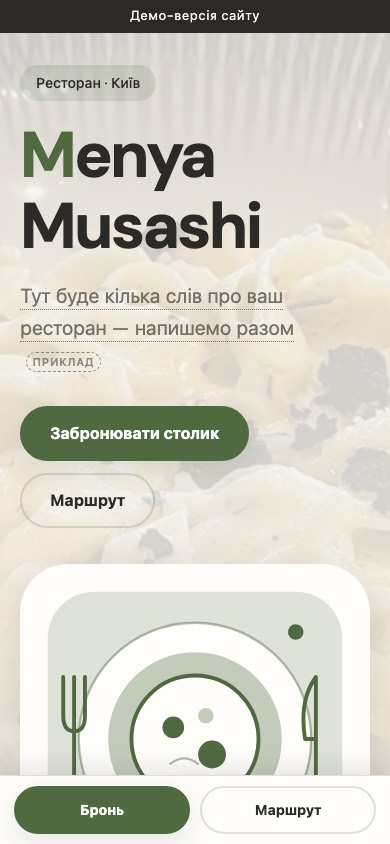 Демо-версія сайту
Ресторан · Київ
Menya
Musashi
Тут буде кілька слів про ваш
ресторан — напишемо разом
ПРИКЛАД
Забронювати столик
Маршрут
Бронь
Маршрут